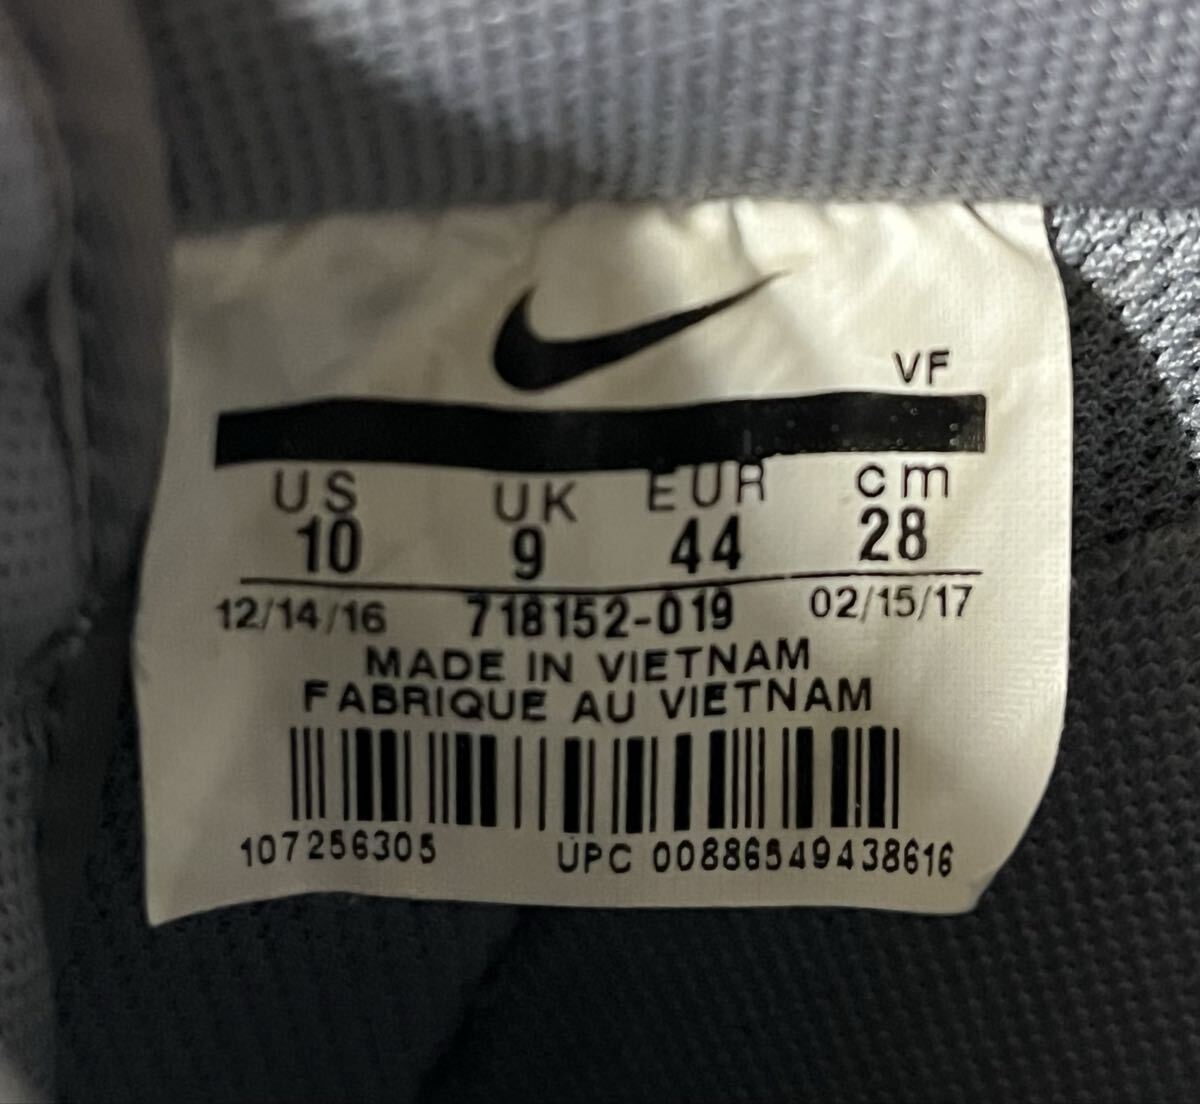 VF
US UK EUR cm
10 9 44 28
12/14/16 718152-019 02/15/17
MADE IN VIETNAM
FABRIQUE AU VIETNAM
107256305 UPC 00886549438616